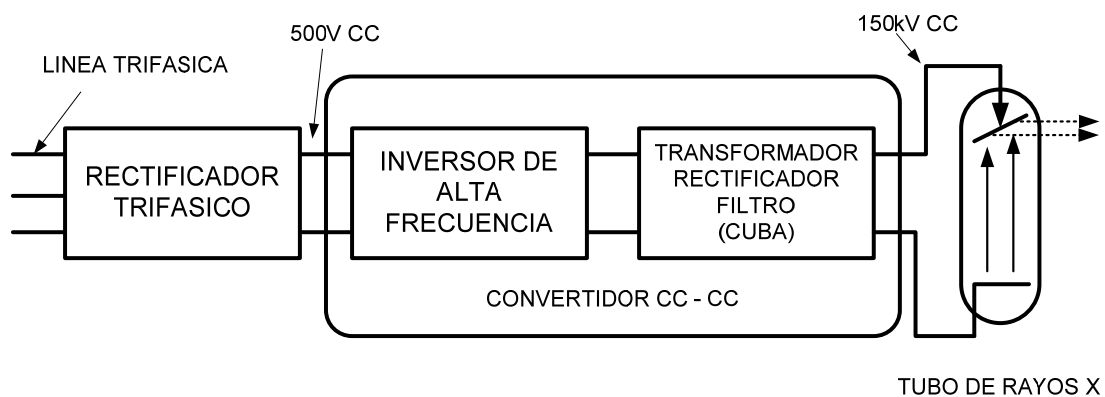 150kV CC
500V CC
LINEA TRIFASICA
RECTIFICADOR
TRIFASICO
INVERSOR DE
ALTA
FRECUENCIA
TRANSFORMADOR
RECTIFICADOR
FILTRO
(CUBA)
CONVERTIDOR CC - CC
TUBO DE RAYOS X